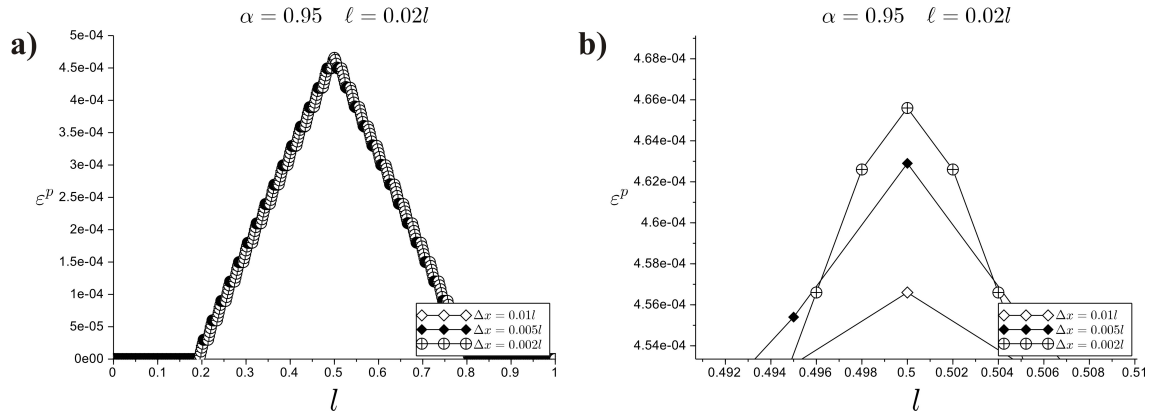 a)
α = 0.95 ℓ = 0.02l
εᵖ
5e-04
4.5e-04
4e-04
3.5e-04
3e-04
2.5e-04
2e-04
1.5e-04
1e-04
5e-05
0e00
0 0.1 0.2 0.3 0.4 0.5 0.6 0.7 0.8 0.9 1
l
Δx = 0.01l
Δx = 0.005l
Δx = 0.002l
b)
α = 0.95 ℓ = 0.02l
εᵖ
4.68e-04
4.66e-04
4.64e-04
4.62e-04
4.6e-04
4.58e-04
4.56e-04
4.54e-04
0.492 0.494 0.496 0.498 0.5 0.502 0.504 0.506 0.508 0.51
l
Δx = 0.01l
Δx = 0.005l
Δx = 0.002l